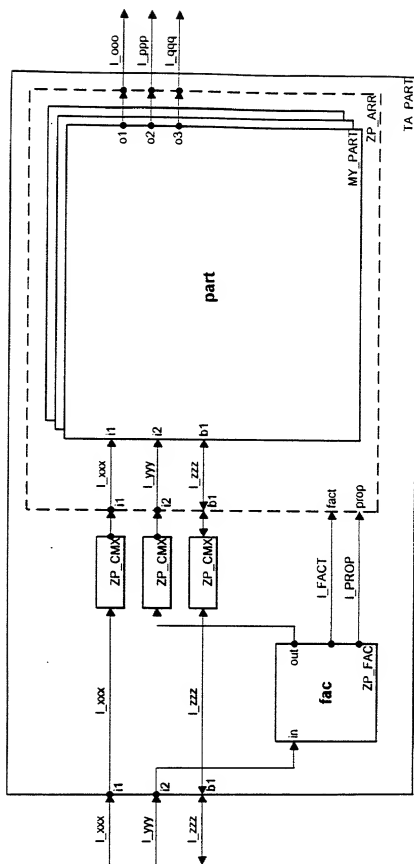 I_ooo
I_ppp
I_qqq
o1
o2
o3
MY_PART
ZP_ARR
TA_PART
part
I_xxx
i1
I_yyy
i2
I_zzz
b1
i1
i2
b1
fact
prop
ZP_CMX
ZP_CMX
ZP_CMX
I_FACT
I_PROP
I_xxx
I_zzz
out
fac
ZP_FAC
in
i1
i2
b1
I_xxx
I_yyy
I_zzz